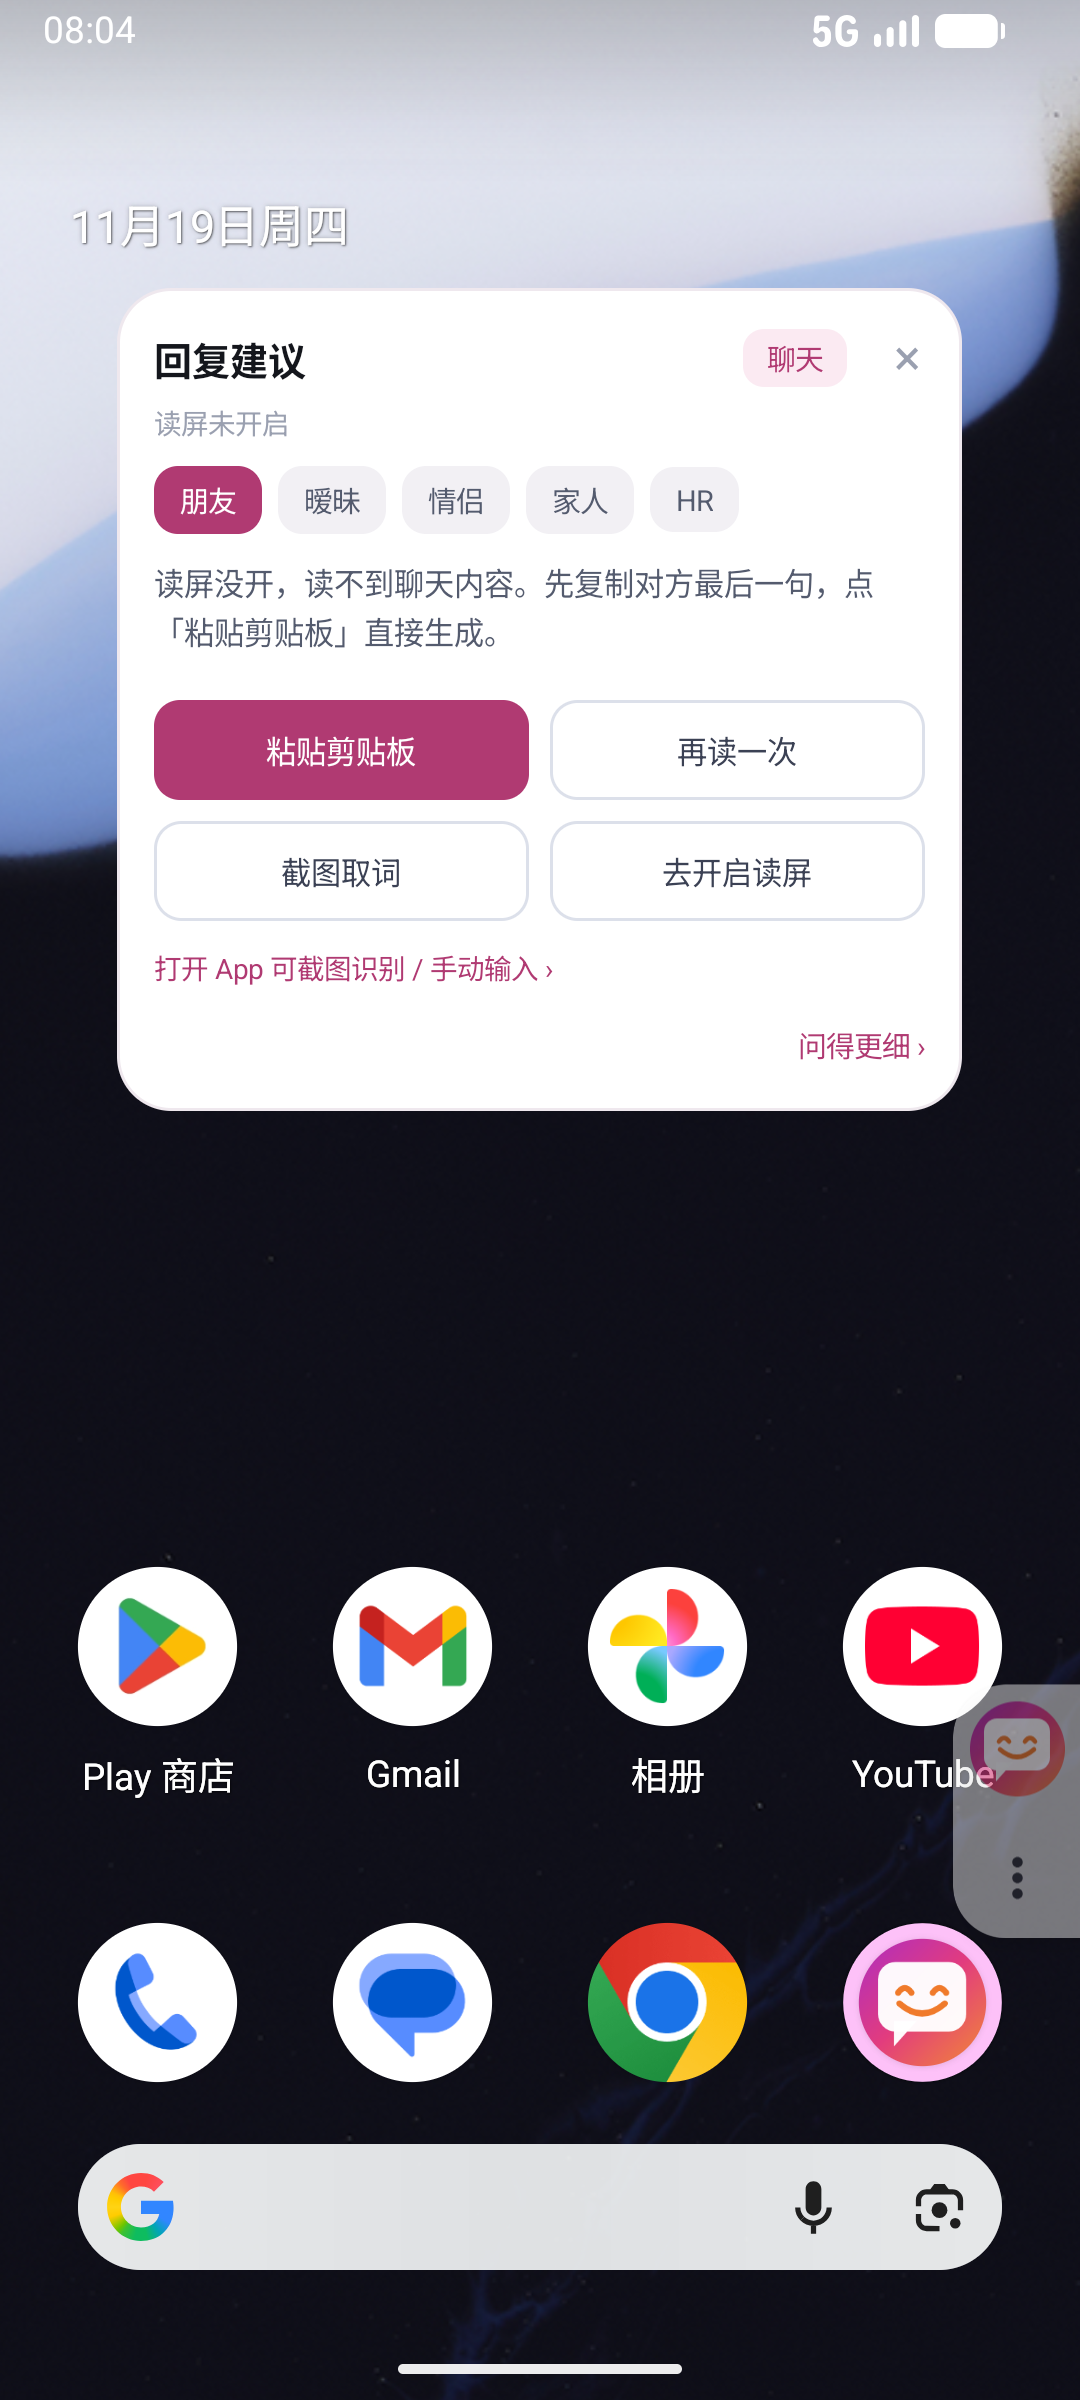 08:04
5G
11月19日周四
回复建议
聊天
读屏未开启
朋友
暧昧
情侣
家人
HR
读屏没开，读不到聊天内容。先复制对方最后一句，点
「粘贴剪贴板」直接生成。
粘贴剪贴板
再读一次
截图取词
去开启读屏
打开 App 可截图识别 / 手动输入 ›
问得更细 ›
Play 商店
Gmail
相册
YouTube